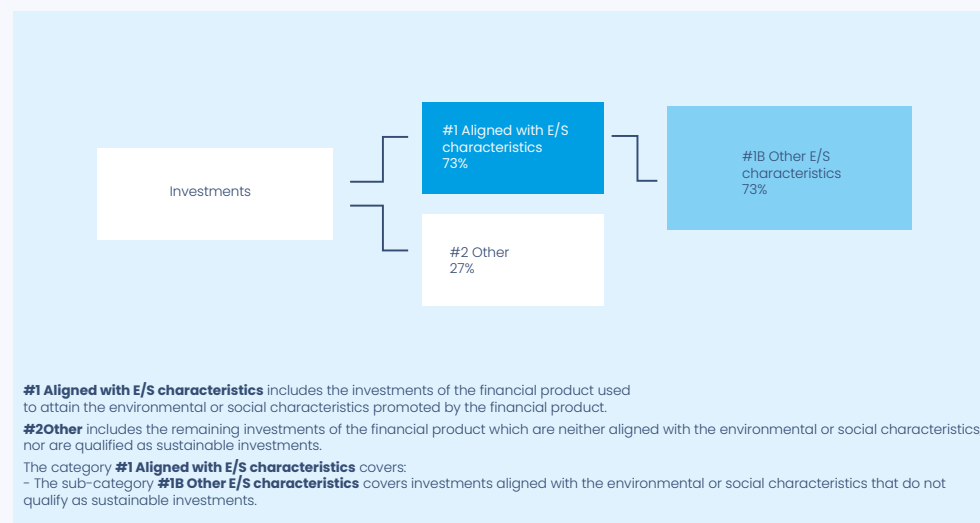 Investments
#1 Aligned with E/S
characteristics
73%
#2 Other
27%
#1B Other E/S
characteristics
73%
#1 Aligned with E/S characteristics includes the investments of the financial product used
to attain the environmental or social characteristics promoted by the financial product.
#2Other includes the remaining investments of the financial product which are neither aligned with the environmental or social characteristics
nor are qualified as sustainable investments.
The category #1 Aligned with E/S characteristics covers:
- The sub-category #1B Other E/S characteristics covers investments aligned with the environmental or social characteristics that do not
qualify as sustainable investments.